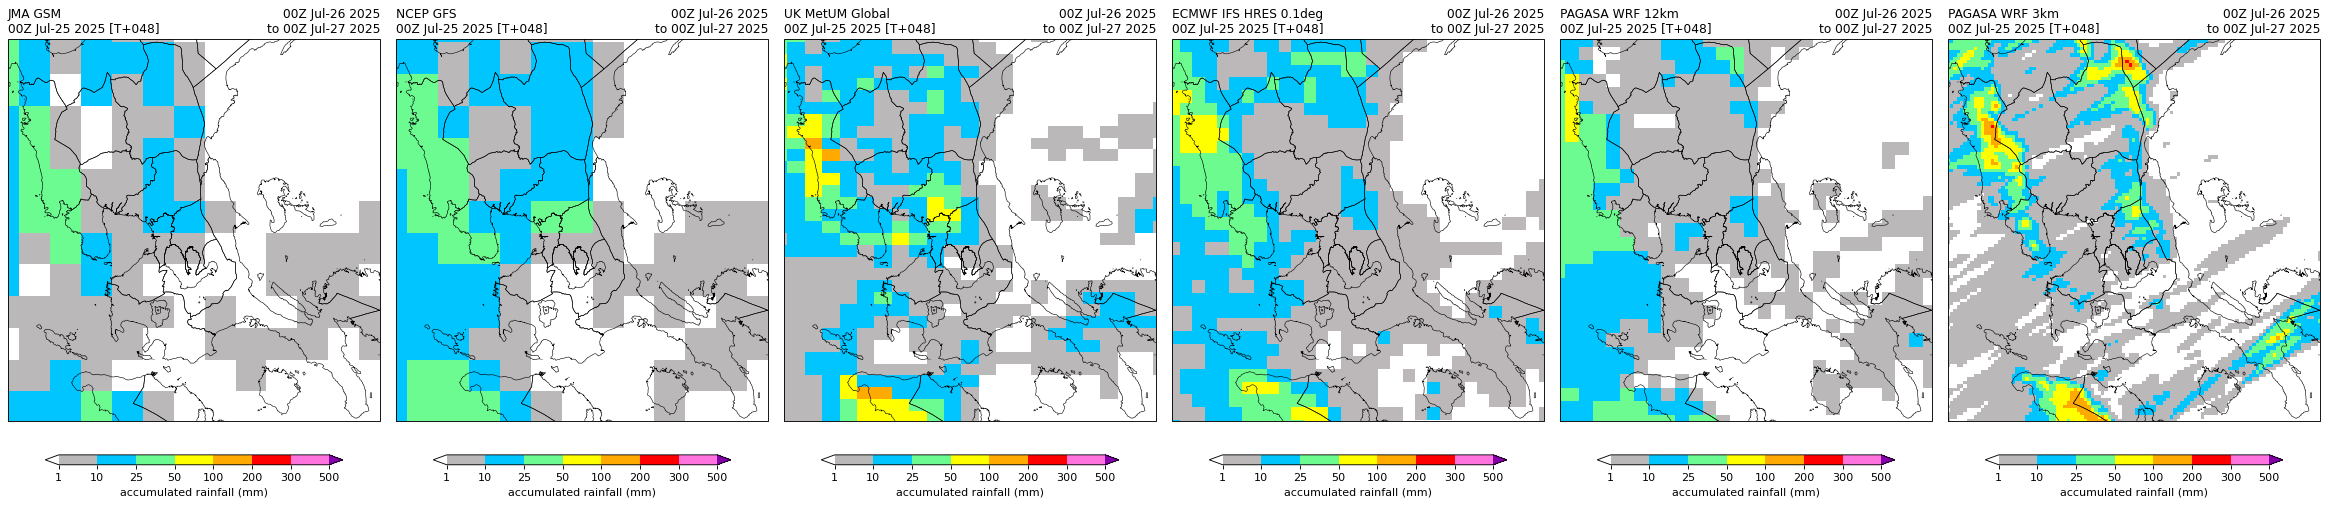 JMA GSM 00Z Jul-26 2025
00Z Jul-25 2025 [T+048] to 00Z Jul-27 2025
1 10 25 50 100 200 300 500
accumulated rainfall (mm)
NCEP GFS 00Z Jul-26 2025
00Z Jul-25 2025 [T+048] to 00Z Jul-27 2025
1 10 25 50 100 200 300 500
accumulated rainfall (mm)
UK MetUM Global 00Z Jul-26 2025
00Z Jul-25 2025 [T+048] to 00Z Jul-27 2025
1 10 25 50 100 200 300 500
accumulated rainfall (mm)
ECMWF IFS HRES 0.1deg 00Z Jul-26 2025
00Z Jul-25 2025 [T+048] to 00Z Jul-27 2025
1 10 25 50 100 200 300 500
accumulated rainfall (mm)
PAGASA WRF 12km 00Z Jul-26 2025
00Z Jul-25 2025 [T+048] to 00Z Jul-27 2025
1 10 25 50 100 200 300 500
accumulated rainfall (mm)
PAGASA WRF 3km 00Z Jul-26 2025
00Z Jul-25 2025 [T+048] to 00Z Jul-27 2025
1 10 25 50 100 200 300 500
accumulated rainfall (mm)